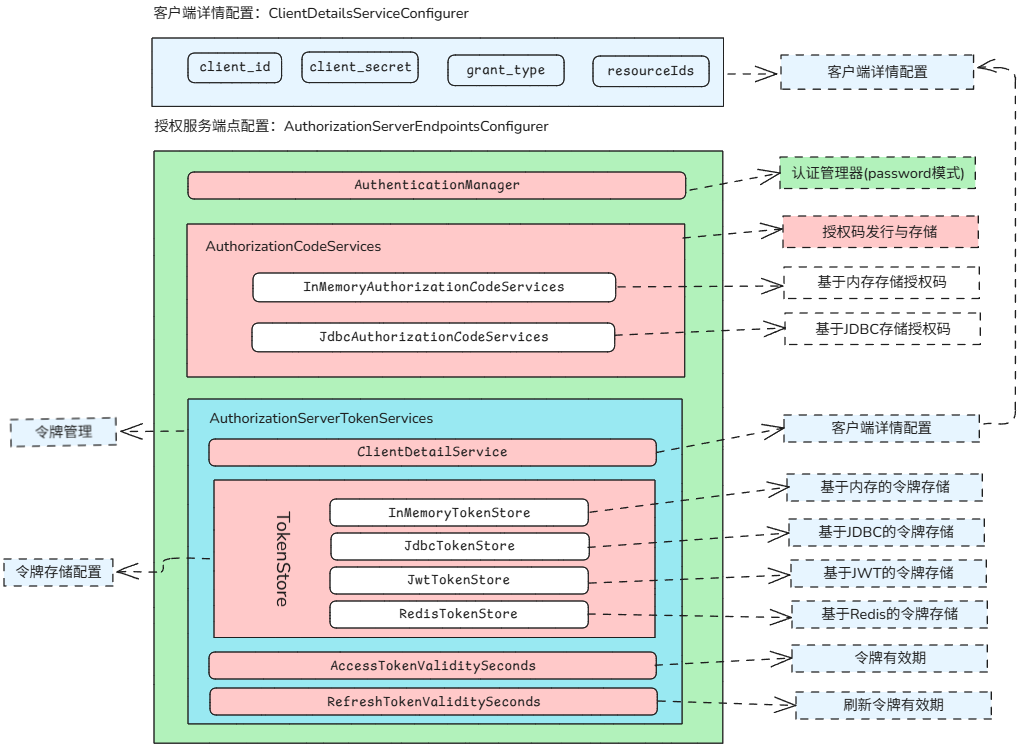 客户端详情配置：ClientDetailsServiceConfigurer
client_id
client_secret
grant_type
resourceIds
客户端详情配置
授权服务端点配置：AuthorizationServerEndpointsConfigurer
AuthenticationManager
认证管理器(password模式)
AuthorizationCodeServices
授权码发行与存储
InMemoryAuthorizationCodeServices
基于内存存储授权码
JdbcAuthorizationCodeServices
基于JDBC存储授权码
AuthorizationServerTokenServices
令牌管理
ClientDetailService
客户端详情配置
TokenStore
令牌存储配置
InMemoryTokenStore
基于内存的令牌存储
JdbcTokenStore
基于JDBC的令牌存储
JwtTokenStore
基于JWT的令牌存储
RedisTokenStore
基于Redis的令牌存储
AccessTokenValiditySeconds
令牌有效期
RefreshTokenValiditySeconds
刷新令牌有效期